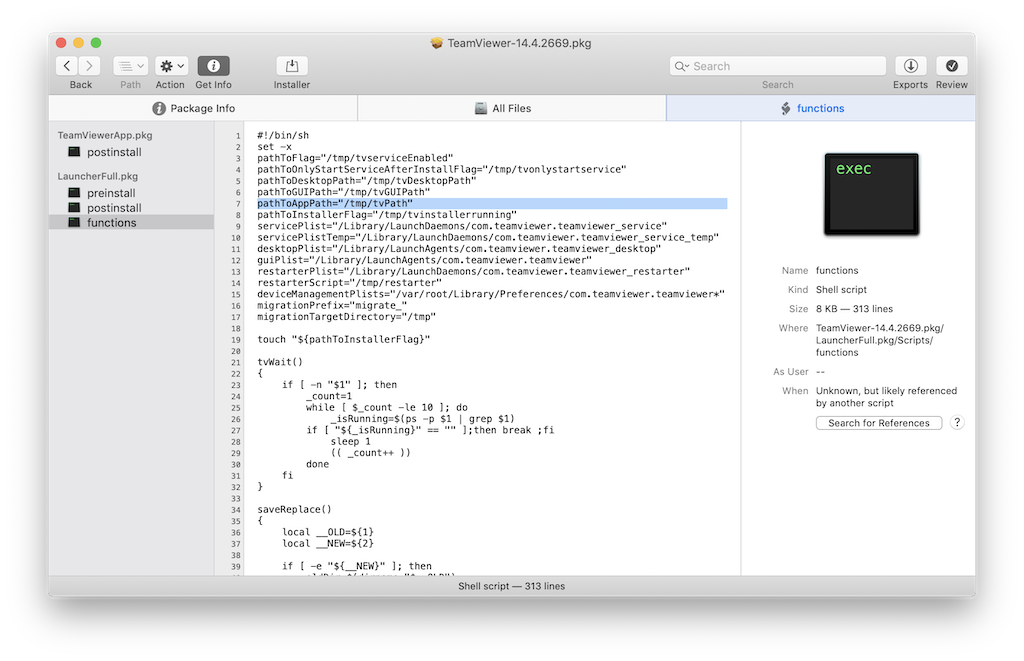 TeamViewer-14.4.2669.pkg
Back
Path
Action
Get Info
Installer
Search
Search
Exports
Review
Package Info
All Files
functions
TeamViewerApp.pkg
postinstall
LauncherFull.pkg
preinstall
postinstall
functions
1 #!/bin/sh
2 set -x
3 pathToFlag="/tmp/tvserviceEnabled"
4 pathToOnlyStartServiceAfterInstallFlag="/tmp/tvonlystartservice"
5 pathToDesktopPath="/tmp/tvDesktopPath"
6 pathToGUIPath="/tmp/tvGUIPath"
7 pathToAppPath="/tmp/tvPath"
8 pathToInstallerFlag="/tmp/tvinstallerrunning"
9 servicePlist="/Library/LaunchDaemons/com.teamviewer.teamviewer_service"
10 servicePlistTemp="/Library/LaunchDaemons/com.teamviewer.teamviewer_service_temp"
11 desktopPlist="/Library/LaunchAgents/com.teamviewer.teamviewer_desktop"
12 guiPlist="/Library/LaunchAgents/com.teamviewer.teamviewer"
13 restarterPlist="/Library/LaunchDaemons/com.teamviewer.teamviewer_restarter"
14 restarterScript="/tmp/restarter"
15 deviceManagementPlists="/var/root/Library/Preferences/com.teamviewer.teamviewer*"
16 migrationPrefix="migrate_"
17 migrationTargetDirectory="/tmp"
18
19 touch "${pathToInstallerFlag}"
20
21 tvWait()
22 {
23 if [ -n "$1" ]; then
24 _count=1
25 while [ $_count -le 10 ]; do
26 _isRunning=$(ps -p $1 | grep $1)
27 if [ "${_isRunning}" == "" ];then break ;fi
28 sleep 1
29 (( _count++ ))
30 done
31 fi
32 }
33
34 saveReplace()
35 {
36 local __OLD=${1}
37 local __NEW=${2}
38
39 if [ -e "${__NEW}" ]; then
exec
Name functions
Kind Shell script
Size 8 KB — 313 lines
Where TeamViewer-14.4.2669.pkg/
LauncherFull.pkg/Scripts/
functions
As User --
When Unknown, but likely referenced
by another script
Search for References ?
Shell script — 313 lines